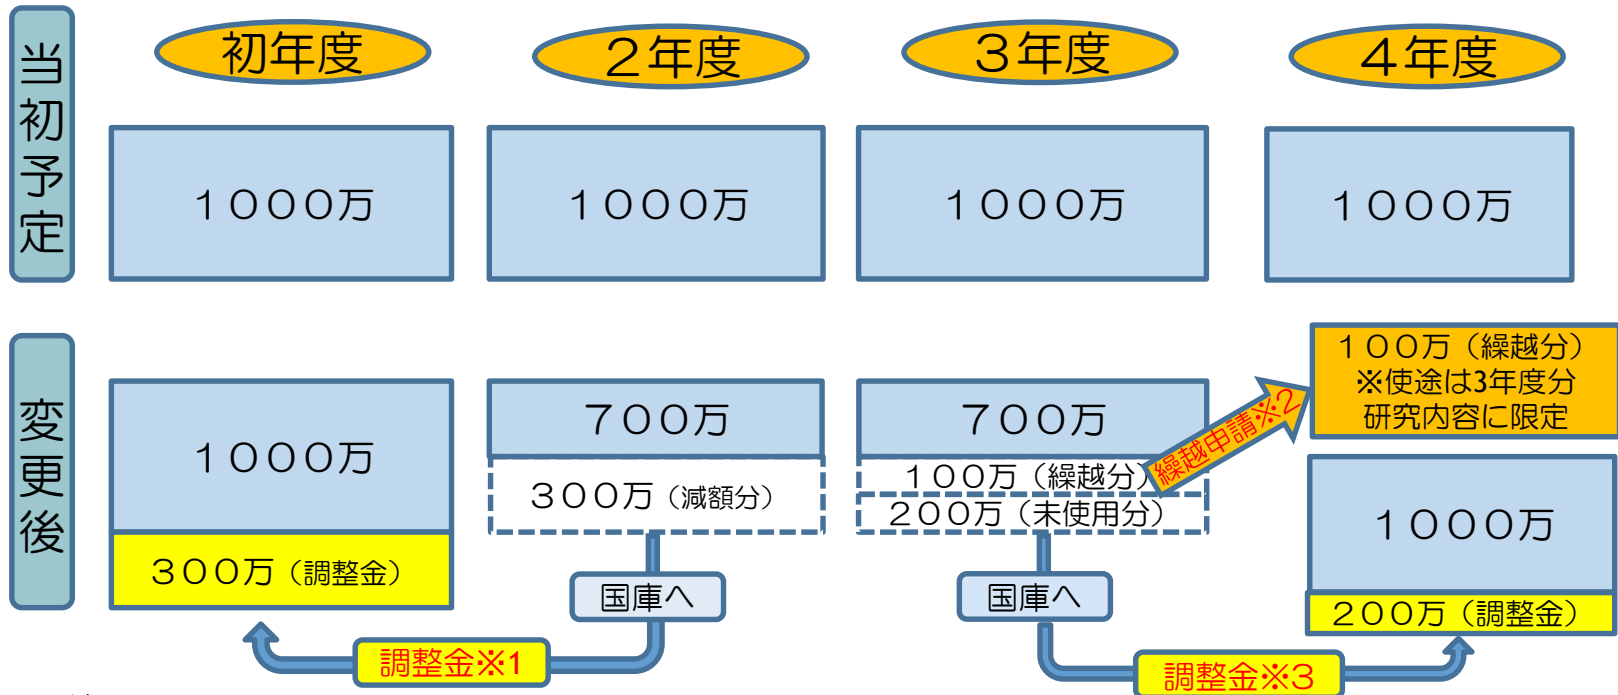 当初予定
初年度
２年度
３年度
４年度
１０００万
１０００万
１０００万
１０００万
変更後
１０００万
３００万（調整金）
７００万
３００万（減額分）
国庫へ
調整金※1
７００万
１００万（繰越分）
２００万（未使用分）
国庫へ
繰越申請※2
調整金※3
１００万（繰越分）
※使途は3年度分
研究内容に限定
１０００万
２００万（調整金）